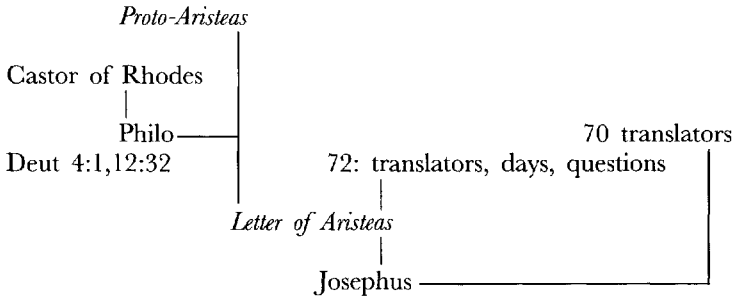 Proto-Aristeas
Castor of Rhodes
Philo
70 translators
Deut 4:1,12:32
72: translators, days, questions
Letter of Aristeas
Josephus